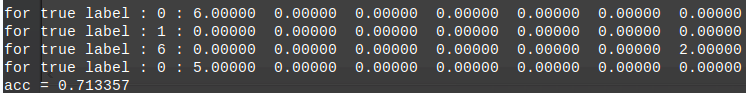 for true label : 0 : 6.00000 0.00000 0.00000 0.00000 0.00000 0.00000 0.00000
for true label : 1 : 0.00000 0.00000 0.00000 0.00000 0.00000 0.00000 0.00000
for true label : 6 : 0.00000 0.00000 0.00000 0.00000 0.00000 0.00000 2.00000
for true label : 0 : 5.00000 0.00000 0.00000 0.00000 0.00000 0.00000 0.00000
acc = 0.713357